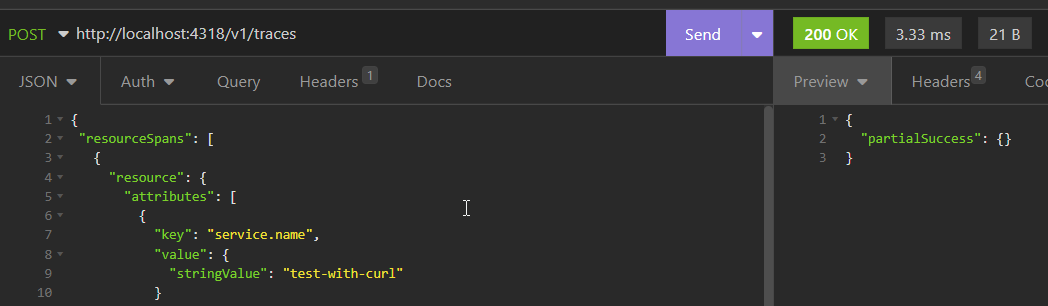 POST http://localhost:4318/v1/traces Send 200 OK 3.33 ms 21 B
JSON Auth Query Headers 1 Docs Preview Headers 4 Coo
1 {
2 "resourceSpans": [
3 {
4 "resource": {
5 "attributes": [
6 {
7 "key": "service.name",
8 "value": {
9 "stringValue": "test-with-curl"
10 }
1 {
2 "partialSuccess": {}
3 }